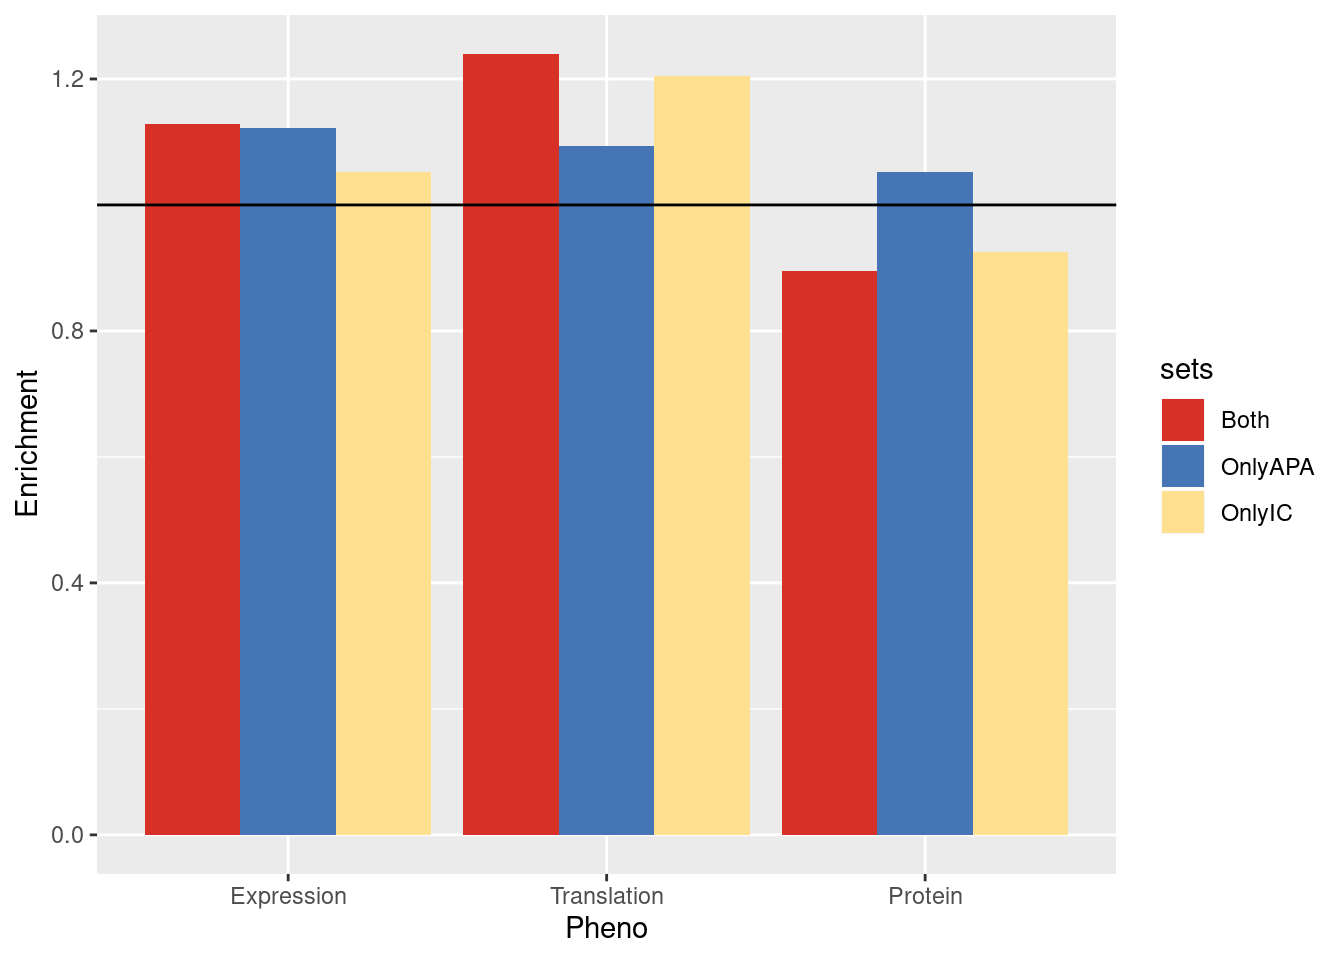 Enrichment
1.2
0.8
0.4
0.0
Expression
Translation
Protein
Pheno
sets
Both
OnlyAPA
OnlyIC